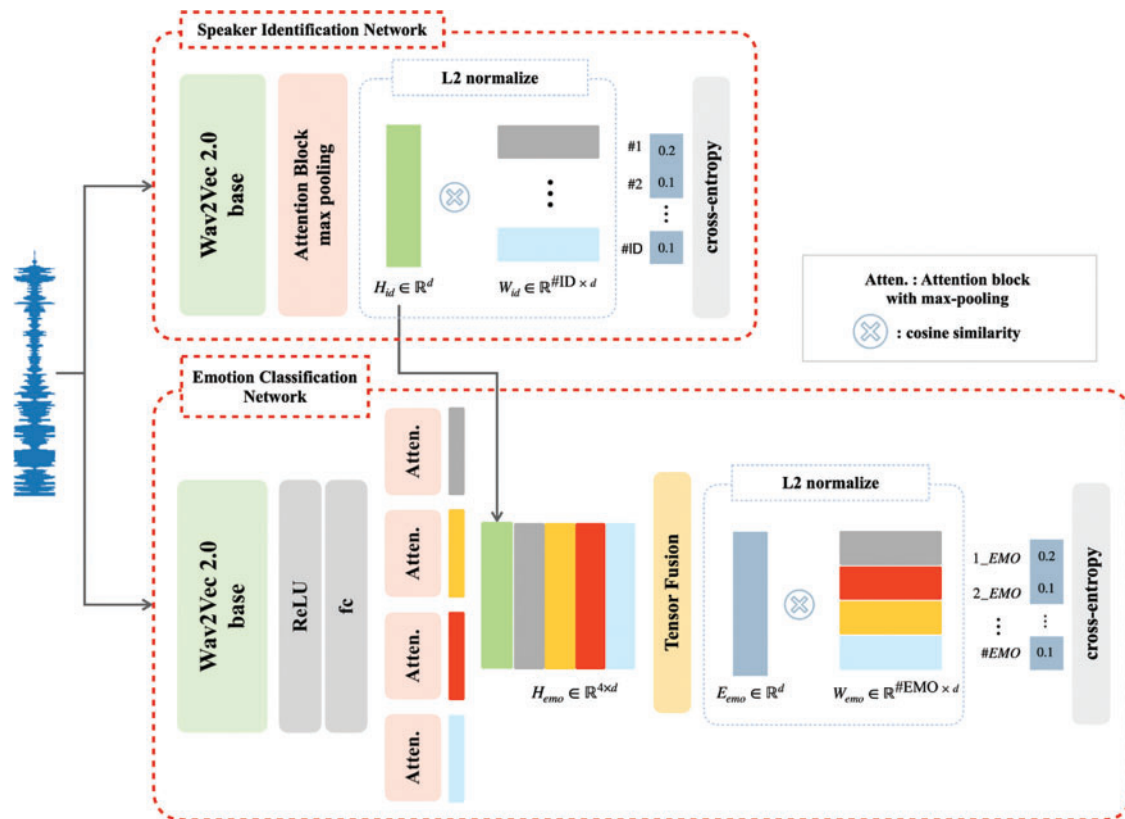 Speaker Identification Network
Wav2Vec 2.0
base
Attention Block
max pooling
L2 normalize
#1
#2
#ID
0.2
0.1
...
0.1
cross-entropy
H_id ∈ ℝ^d
W_id ∈ ℝ^{#ID × d}
Atten. : Attention block
with max-pooling
: cosine similarity
Emotion Classification
Network
Wav2Vec 2.0
base
ReLU
fc
Atten.
Atten.
Atten.
Atten.
H_emo ∈ ℝ^{4×d}
Tensor Fusion
L2 normalize
E_emo ∈ ℝ^d
W_emo ∈ ℝ^{#EMO × d}
1_EMO
2_EMO
#EMO
0.2
0.1
...
0.1
cross-entropy